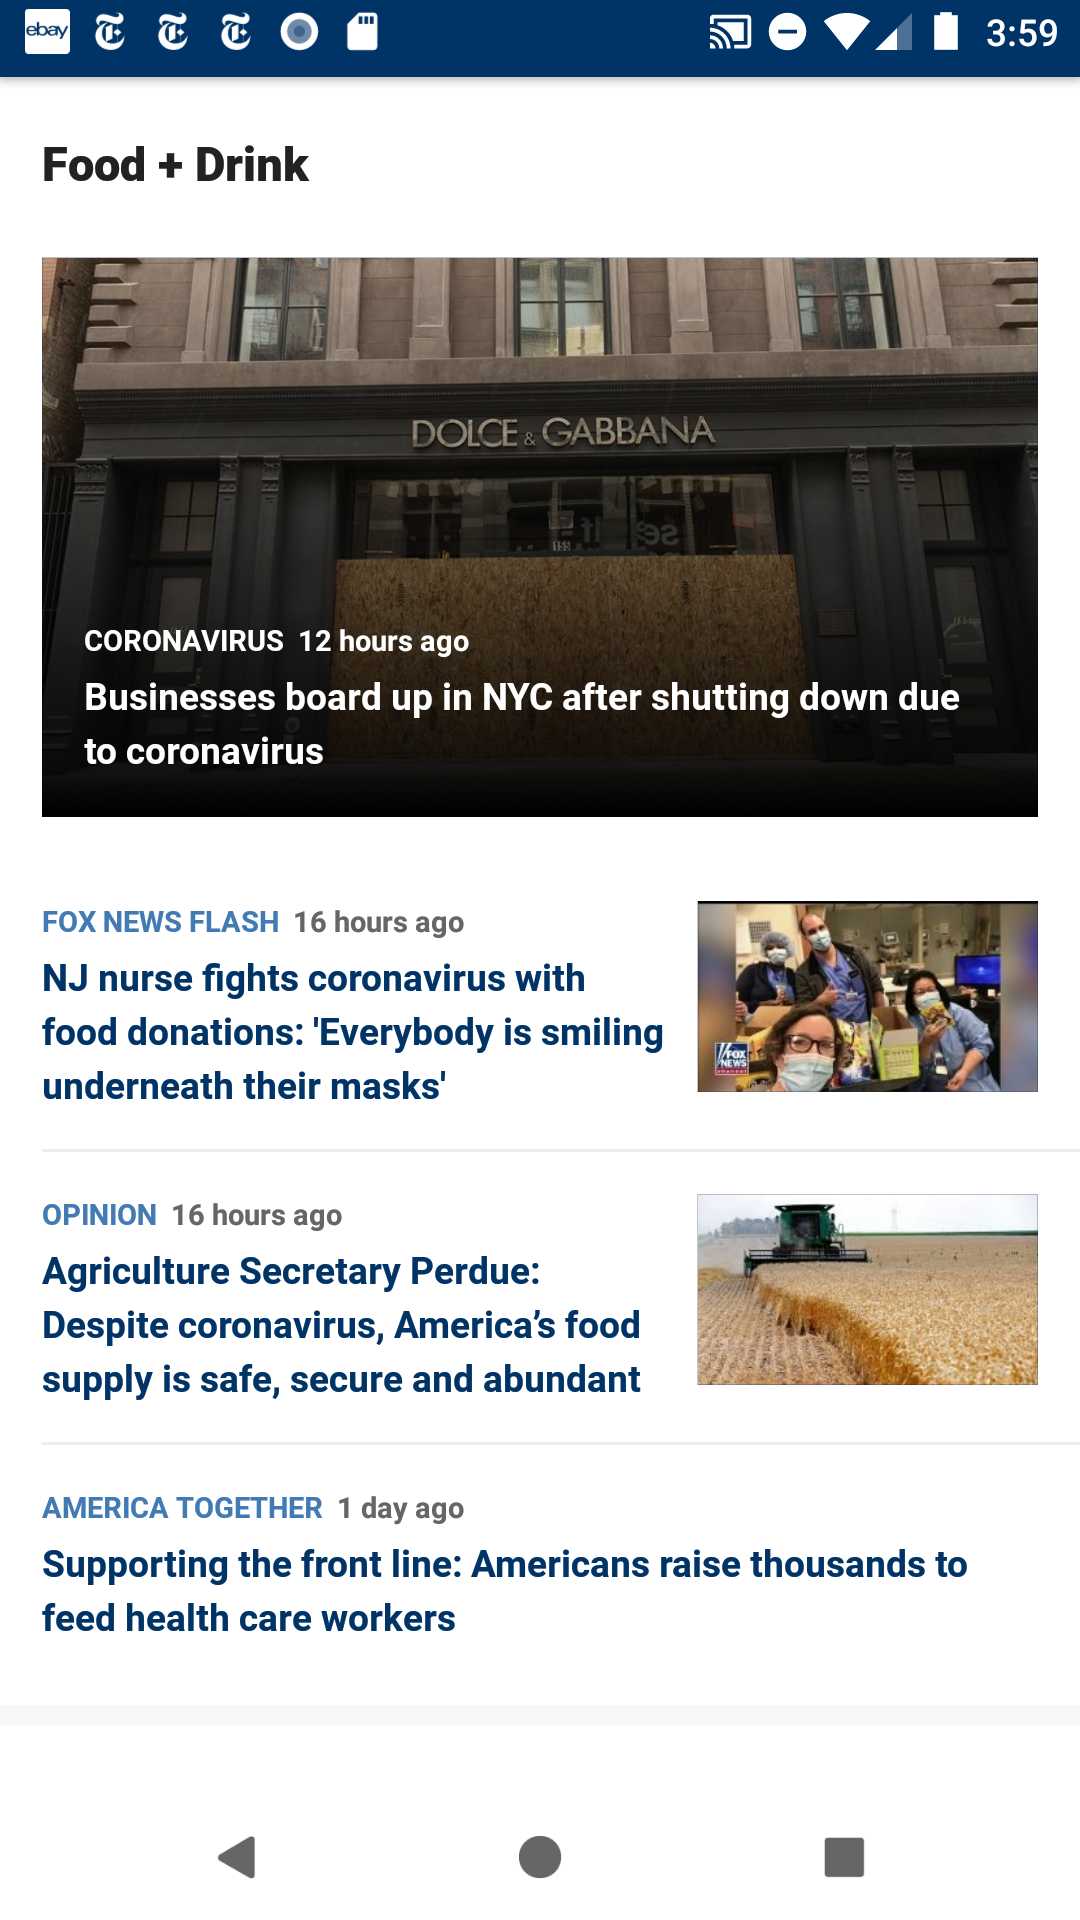 ebay
3:59
Food + Drink
DOLCE & GABBANA
155
CORONAVIRUS 12 hours ago
Businesses board up in NYC after shutting down due
to coronavirus
FOX NEWS FLASH 16 hours ago
NJ nurse fights coronavirus with
food donations: 'Everybody is smiling
underneath their masks'
FOX
NEWS
OPINION 16 hours ago
Agriculture Secretary Perdue:
Despite coronavirus, America’s food
supply is safe, secure and abundant
AMERICA TOGETHER 1 day ago
Supporting the front line: Americans raise thousands to
feed health care workers